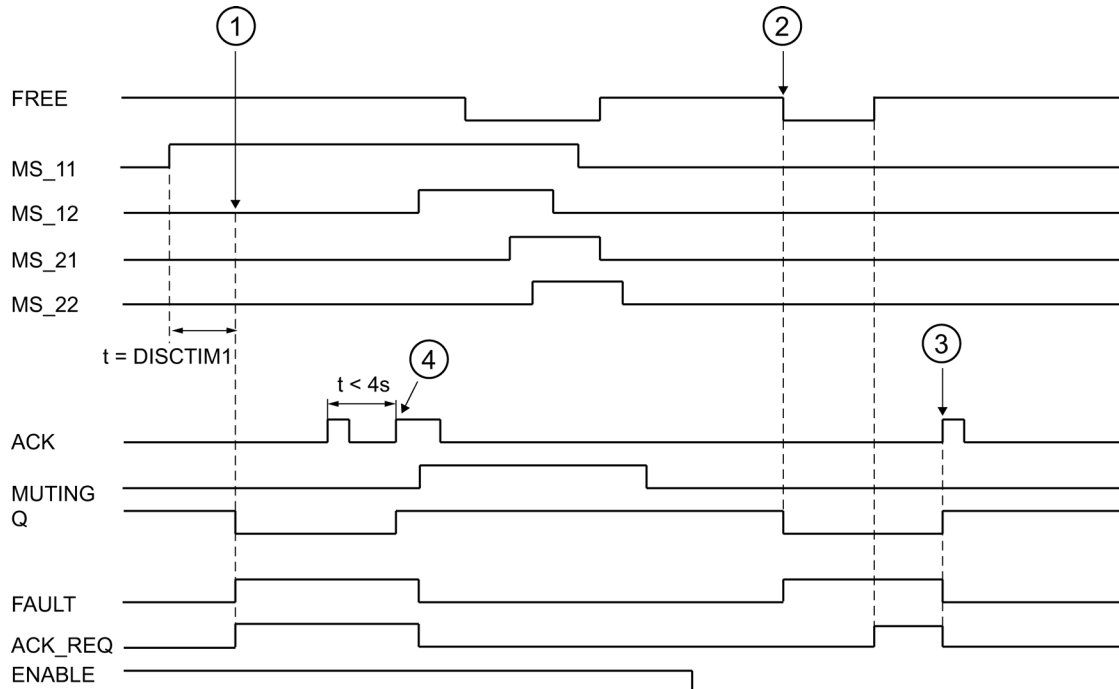 1
2
FREE
MS_11
MS_12
MS_21
MS_22
t = DISCTIM1
4
3
t < 4s
ACK
MUTING
Q
FAULT
ACK_REQ
ENABLE